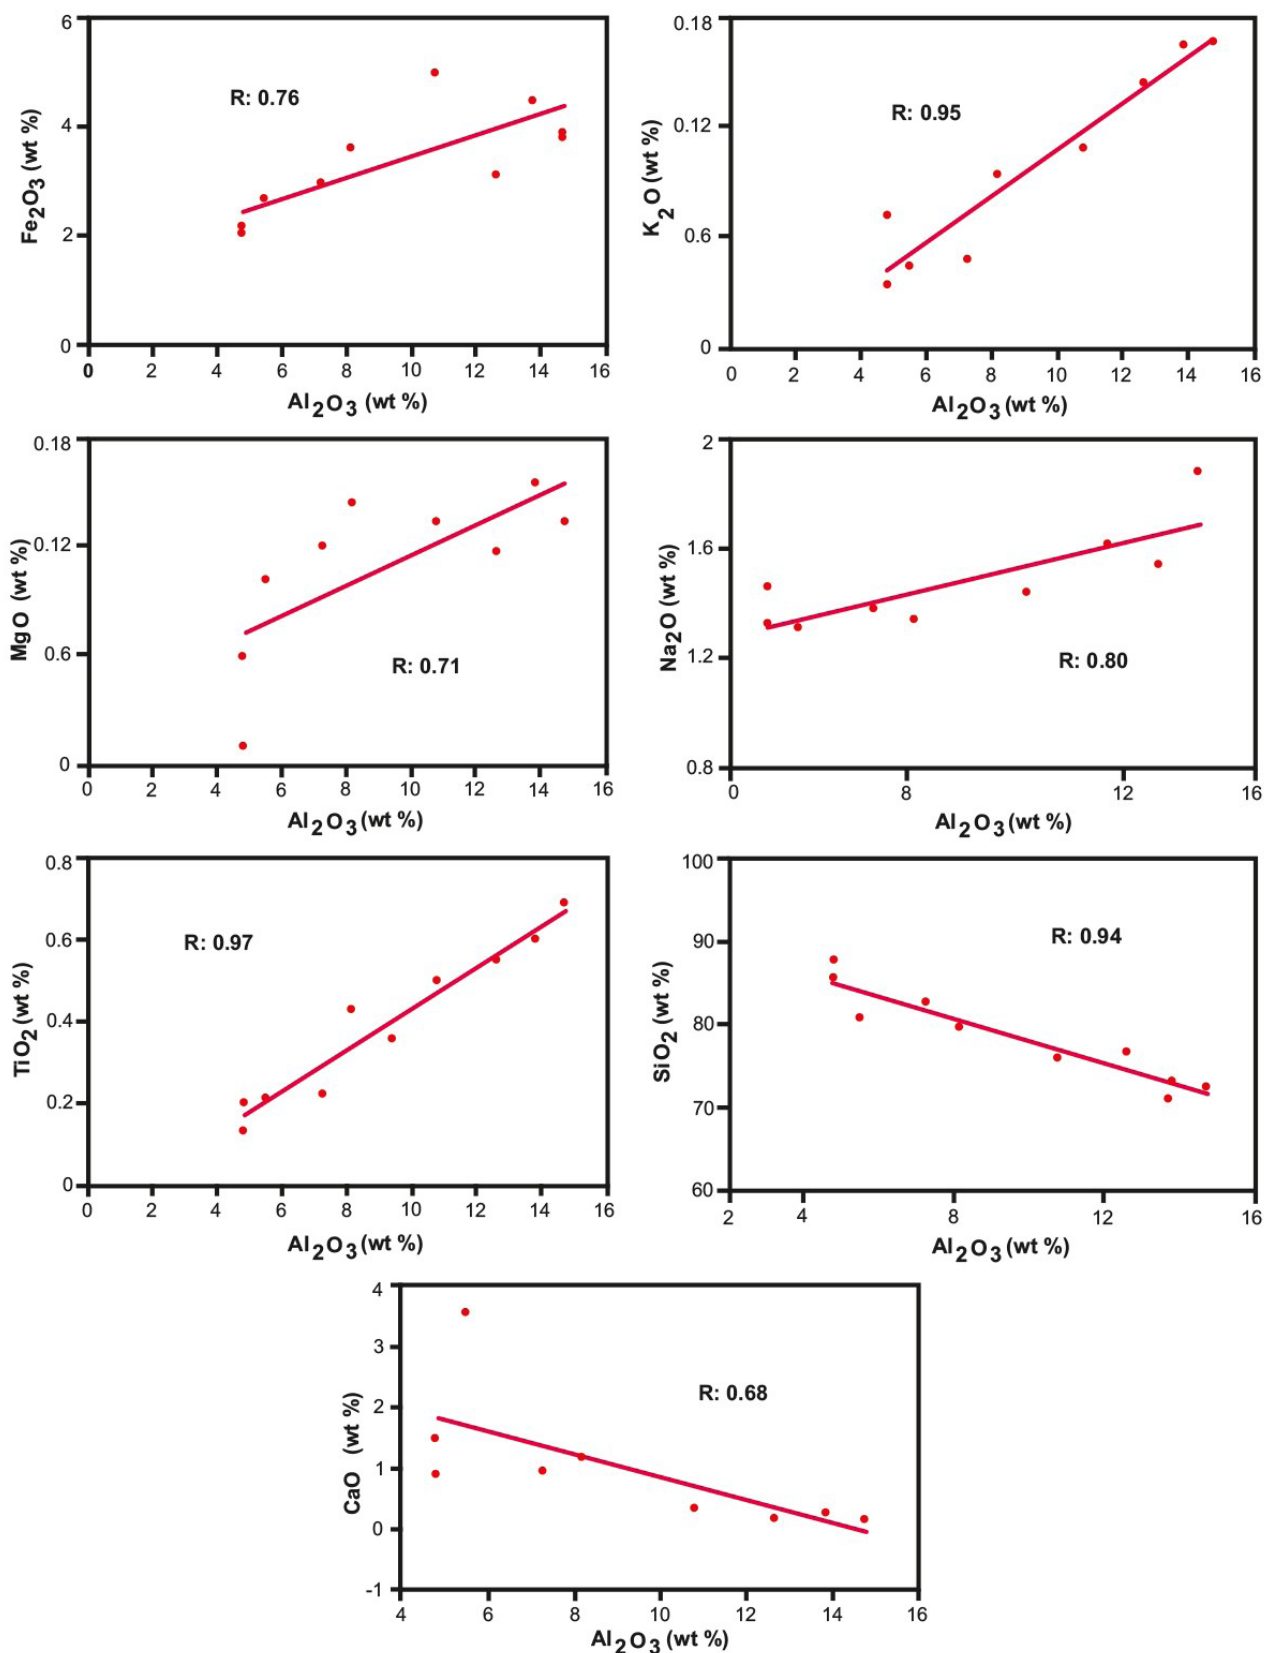 6
4
2
0
Fe2O3 (wt %)
R: 0.76
0 2 4 6 8 10 12 14 16
Al2O3 (wt %)
0.18
0.12
0.6
0
K2O (wt %)
R: 0.95
0 2 4 6 8 10 12 14 16
Al2O3 (wt %)
0.18
0.12
0.6
0
MgO (wt %)
R: 0.71
0 2 4 6 8 10 12 14 16
Al2O3 (wt %)
2
1.6
1.2
0.8
Na2O (wt %)
R: 0.80
0 8 12 16
Al2O3 (wt %)
0.8
0.6
0.4
0.2
0
TiO2 (wt %)
R: 0.97
0 2 4 6 8 10 12 14 16
Al2O3 (wt %)
100
90
80
70
60
SiO2 (wt %)
R: 0.94
2 4 8 12 16
Al2O3 (wt %)
4
3
2
1
0
-1
CaO (wt %)
R: 0.68
4 6 8 10 12 14 16
Al2O3 (wt %)